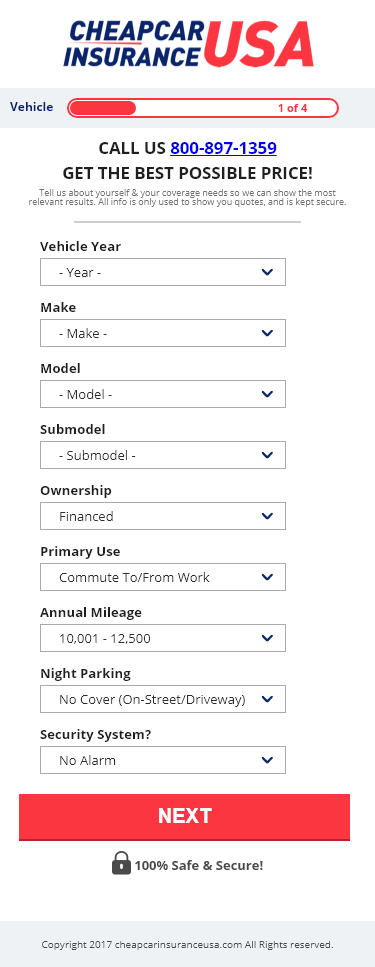 CHEAPCAR
INSURANCE USA
Vehicle
1 of 4
CALL US 800-897-1359
GET THE BEST POSSIBLE PRICE!
Tell us about yourself & your coverage needs so we can show the most
relevant results. All info is only used to show you quotes, and is kept secure.
Vehicle Year
- Year -
Make
- Make -
Model
- Model -
Submodel
- Submodel -
Ownership
Financed
Primary Use
Commute To/From Work
Annual Mileage
10,001 - 12,500
Night Parking
No Cover (On-Street/Driveway)
Security System?
No Alarm
NEXT
100% Safe & Secure!
Copyright 2017 cheapcarinsuranceusa.com All Rights reserved.